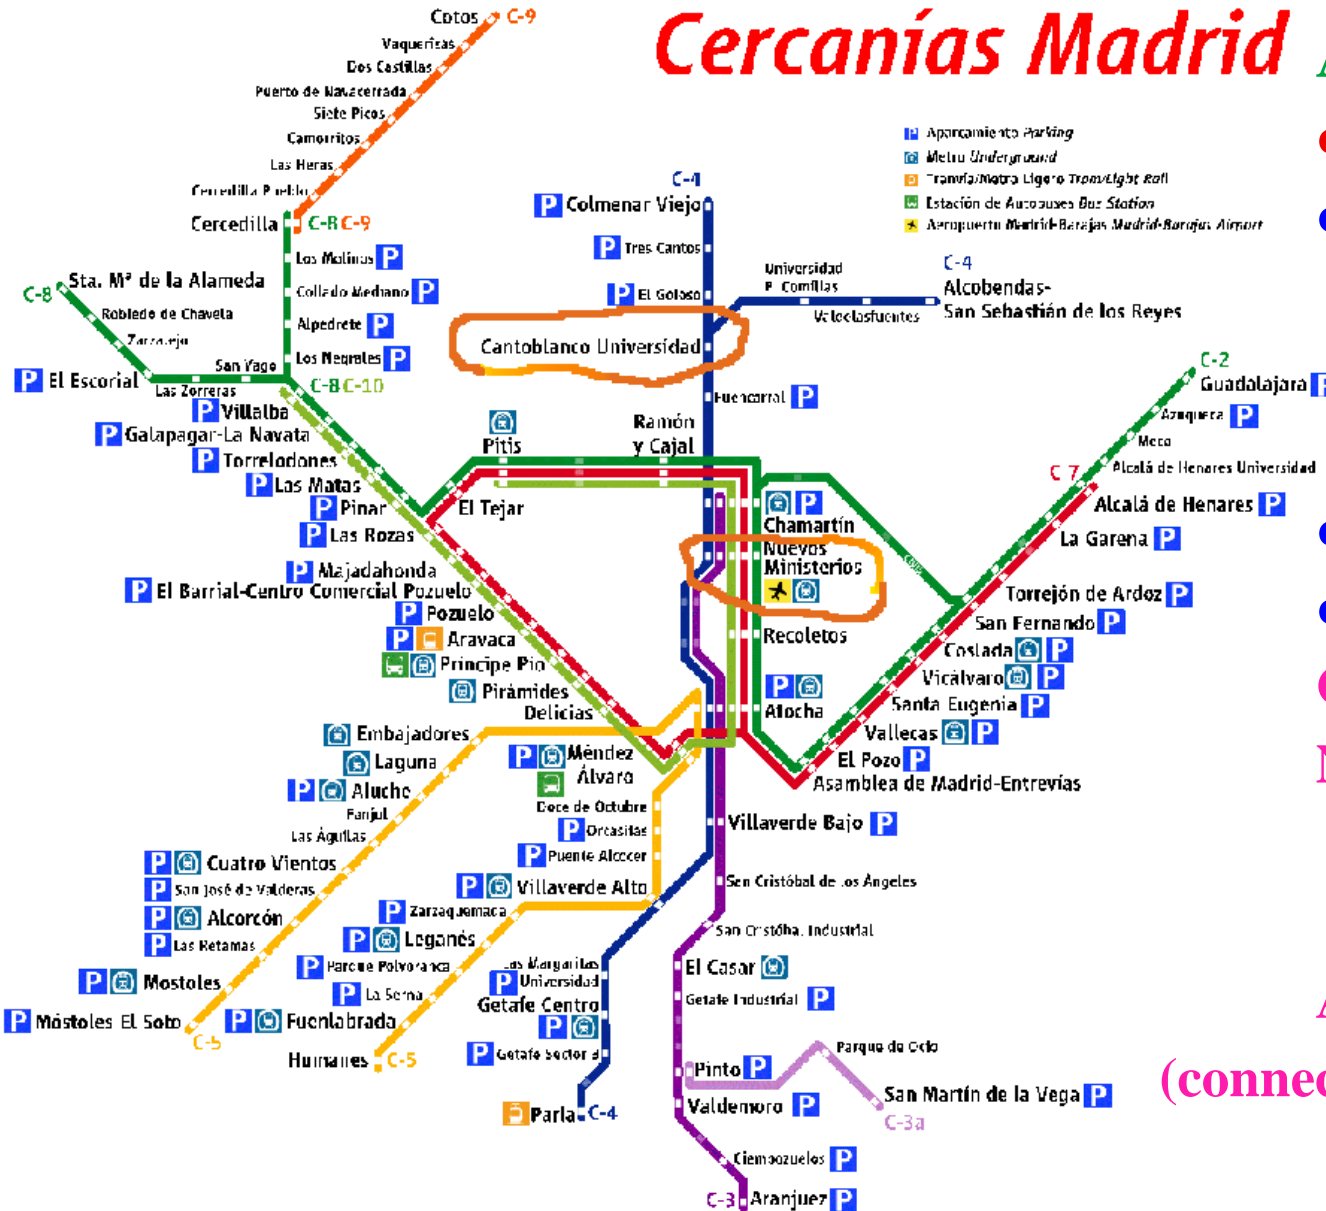 Cercanías Madrid
Cotos C-9
Vaquerizas
Dos Castillas
Puerto de Navacerrada
Siete Picos
Camorritos
Las Heras
Cercedilla Pueblo
Cercedilla C-8 C-9
P Aparcamiento Parking
Metro Underground
Tranvía/Metro Ligero Tram/Light Rail
Estación de Autobuses Bus Station
Aeropuerto Madrid-Barajas Madrid-Barajas Airport
Los Molinos P
Collado Mediano P
Alpedrete P
Los Negrales P
C-8 Sta. Mª de la Alameda
Robledo de Chavela
Zarzalejo
P El Escorial
Las Zorreras
San Yago
C-8 C-10
P Villalba
P Galapagar-La Navata
P Torrelodones
P Las Matas
P Pinar
P Las Rozas
P Majadahonda
P El Barrial-Centro Comercial Pozuelo
P Pozuelo
P Aravaca
Príncipe Pío
Pirámides
Delicias
C-4
P Colmenar Viejo
P Tres Cantos
P El Goloso
Cantoblanco Universidad
Universidad
P. Comillas
Valdelasfuentes
C-4
Alcobendas-
San Sebastián de los Reyes
Fuencarral P
Pitis
Ramón
y Cajal
El Tejar
P
Chamartín
Nuevos
Ministerios
Recoletos
P
Atocha
C-2
Guadalajara P
Azuqueca P
Meco
Alcalá de Henares Universidad
C-7
Alcalá de Henares P
La Garena P
Torrejón de Ardoz P
San Fernando P
Coslada P
Vicálvaro P
Santa Eugenia P
Vallecas P
El Pozo P
Asamblea de Madrid-Entrevías
Embajadores
Laguna
P Aluche
Fanjul
Las Águilas
P Cuatro Vientos
P San José de Valderas
P Alcorcón
P Las Retamas
P Mostoles
P Móstoles El Soto
C-5
P Méndez
Álvaro
Doce de Octubre
P Orcasitas
P Puente Alcocer
P Villaverde Alto
P Zarzaquemada
P Leganés
P Parque Polvoranca
P La Serna
P Fuenlabrada
Humanes C-5
Villaverde Bajo P
San Cristóbal de los Ángeles
San Cristóbal Industrial
Las Margaritas
P Universidad
Getafe Centro
P
P Getafe Sector 3
Parla C-4
El Casar
Getafe Industrial P
Pinto P
Valdemoro P
Parque de Ocio
San Martín de la Vega P
C-3a
Ciempozuelos P
C-3 Aranjuez P